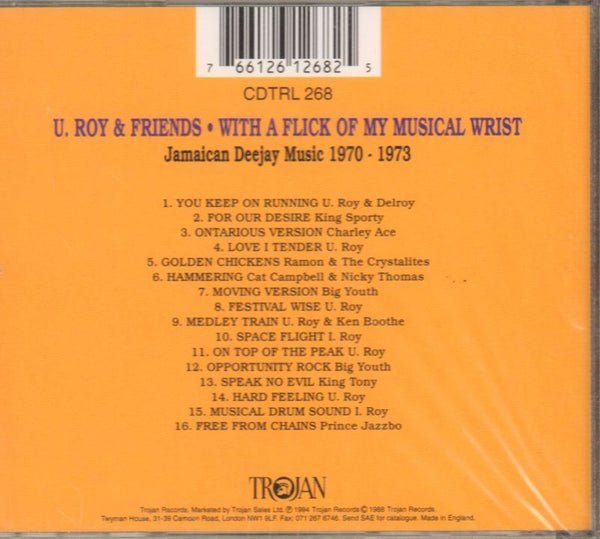 7 66126 12682 5
CDTRL 268
U. ROY & FRIENDS • WITH A FLICK OF MY MUSICAL WRIST
Jamaican Deejay Music 1970 - 1973
1. YOU KEEP ON RUNNING U. Roy & Delroy
2. FOR OUR DESIRE King Sporty
3. ONTARIOUS VERSION Charley Ace
4. LOVE I TENDER U. Roy
5. GOLDEN CHICKENS Ramon & The Crystalites
6. HAMMERING Cat Campbell & Nicky Thomas
7. MOVING VERSION Big Youth
8. FESTIVAL WISE U. Roy
9. MEDLEY TRAIN U. Roy & Ken Boothe
10. SPACE FLIGHT I. Roy
11. ON TOP OF THE PEAK U. Roy
12. OPPORTUNITY ROCK Big Youth
13. SPEAK NO EVIL King Tony
14. HARD FEELING U. Roy
15. MUSICAL DRUM SOUND I. Roy
16. FREE FROM CHAINS Prince Jazzbo
TROJAN
Trojan Records, Marketed by Trojan Sales Ltd. ℗ 1994 Trojan Records © 1988 Trojan Records,
Twyman House, 31-39 Camden Road, London NW1 9LF. Fax: 071 267 6746. Send SAE for catalogue. Made in England.